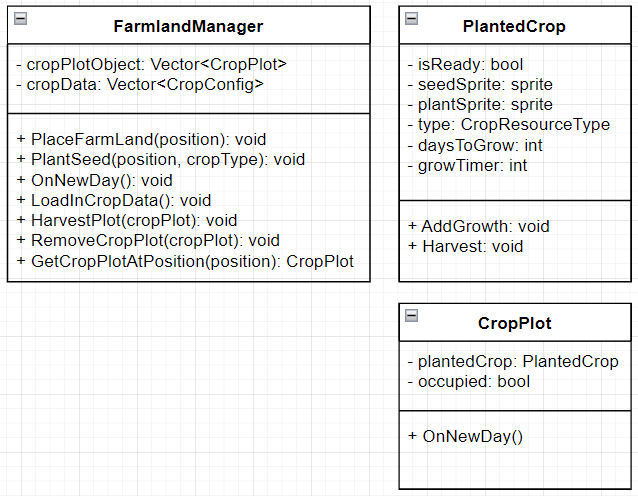 FarmlandManager
- cropPlotObject: Vector<CropPlot>
- cropData: Vector<CropConfig>
+ PlaceFarmLand(position): void
+ PlantSeed(position, cropType): void
+ OnNewDay(): void
+ LoadInCropData(): void
+ HarvestPlot(cropPlot): void
+ RemoveCropPlot(cropPlot): void
+ GetCropPlotAtPosition(position): CropPlot
PlantedCrop
- isReady: bool
- seedSprite: sprite
- plantSprite: sprite
- type: CropResourceType
- daysToGrow: int
- growTimer: int
+ AddGrowth: void
+ Harvest: void
CropPlot
- plantedCrop: PlantedCrop
- occupied: bool
+ OnNewDay()